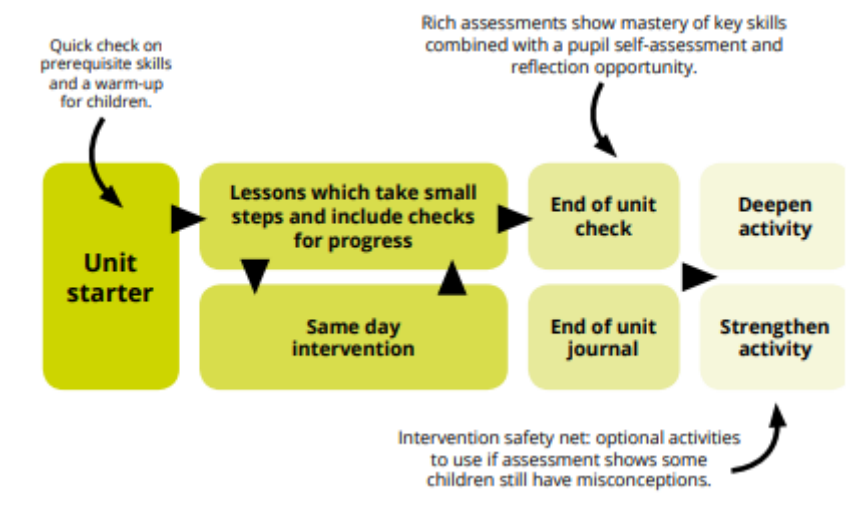 Rich assessments show mastery of key skills
combined with a pupil self-assessment and
reflection opportunity.
Quick check on
prerequisite skills
and a warm-up
for children.
Unit
starter
Lessons which take small
steps and include checks
for progress
Same day
intervention
End of unit
check
End of unit
journal
Deepen
activity
Strengthen
activity
Intervention safety net: optional activities
to use if assessment shows some
children still have misconceptions.